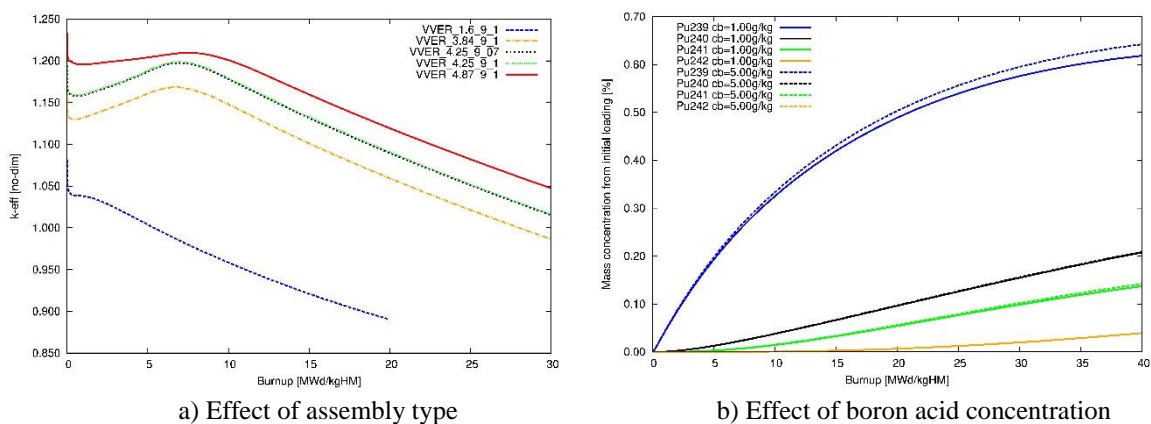 1.250
1.200
1.150
1.100
1.050
1.000
0.950
0.900
0.850
k-eff [no-dim]
VVER_1.6_9_1
VVER_3.84_9_1
VVER_4.25_9_07
VVER_4.25_9_1
VVER_4.87_9_1
0 5 10 15 20 25 30
Burnup [MWd/kgHM]
a) Effect of assembly type
0.70
0.60
0.50
0.40
0.30
0.20
0.10
0.00
Mass concentration from initial loading [%]
Pu239 cb=1.00g/kg
Pu240 cb=1.00g/kg
Pu241 cb=1.00g/kg
Pu242 cb=1.00g/kg
Pu239 cb=5.00g/kg
Pu240 cb=5.00g/kg
Pu241 cb=5.00g/kg
Pu242 cb=5.00g/kg
0 5 10 15 20 25 30 35 40
Burnup [MWd/kgHM]
b) Effect of boron acid concentration